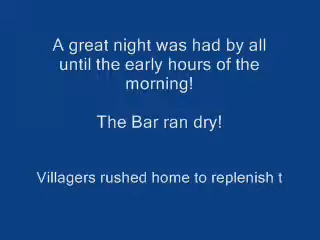 A great night was had by all
until the early hours of the
morning!
The Bar ran dry!
Villagers rushed home to replenish t